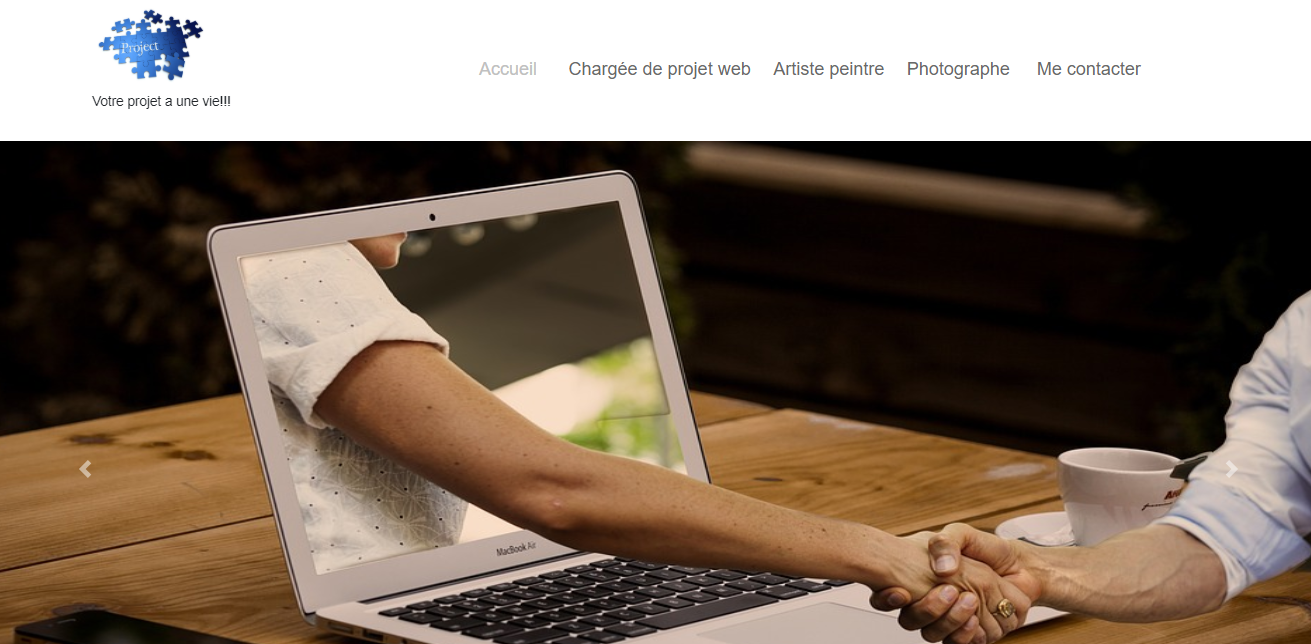 Project
Votre projet a une vie!!!
Accueil Chargée de projet web Artiste peintre Photographe Me contacter
MacBook Air